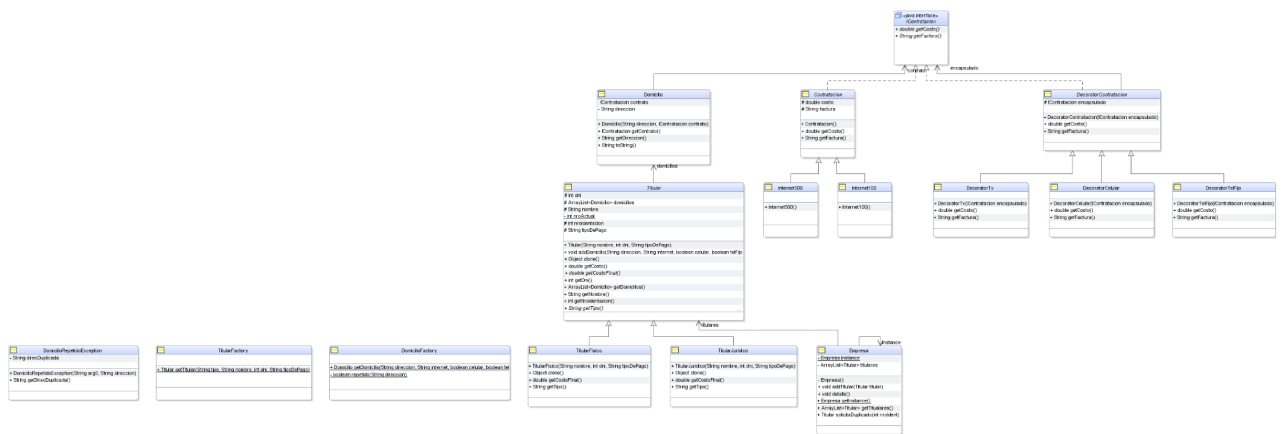 «Java Interface»
IContratacion
+ double getCosto()
+ String getFactura()
contrato
encapsulado
Domicilio
IContratacion contrato
- String direccion
+ Domicilio(String direccion, IContratacion contrato)
+ IContratacion getContrato()
+ String getDireccion()
+ String toString()
Contratacion
# double costo
# String factura
+ Contratacion()
+ double getCosto()
+ String getFactura()
DecoratorContratacion
# IContratacion encapsulado
+ DecoratorContratacion(IContratacion encapsulado)
+ double getCosto()
+ String getFactura()
domicilios
Titular
# int dni
# ArrayList<Domicilio> domicilios
# String nombre
- int nroActual
# int nroIdentacion
# String tipoDePago
+ Titular(String nombre, int dni, String tipoDePago)
+ void addDomicilio(String direccion, String internet, boolean celular, boolean telFijo
+ Object clone()
+ double getCosto()
+ double getCostoFinal()
+ int getDni()
+ ArrayList<Domicilio> getDomicilios()
+ String getNombre()
+ int getNroIdentacion()
+ String getTipo()
Internet500
+ Internet500()
Internet100
+ Internet100()
DecoratorTv
+ DecoratorTv(IContratacion encapsulado)
+ double getCosto()
+ String getFactura()
DecoratorCelular
+ DecoratorCelular(IContratacion encapsulado)
+ double getCosto()
+ String getFactura()
DecoratorTelFijo
+ DecoratorTelFijo(IContratacion encapsulado)
+ double getCosto()
+ String getFactura()
titulares
instance
DomicilioRepetidoException
- String direcDuplicada
+ DomicilioRepetidoException(String arg0, String direccion)
+ String getDirecDuplicada()
TitularFactory
+ Titular getTitular(String tipo, String nombre, int dni, String tipoDePago)
DomicilioFactory
+ Domicilio getDomicilio(String direccion, String internet, boolean celular, boolean tel
- boolean repetido(String direccion)
TitularFisico
+ TitularFisico(String nombre, int dni, String tipoDePago)
+ Object clone()
+ double getCostoFinal()
+ String getTipo()
TitularJuridico
+ TitularJuridico(String nombre, int dni, String tipoDePago)
+ Object clone()
+ double getCostoFinal()
+ String getTipo()
Empresa
- Empresa instance
- ArrayList<Titular> titulares
- Empresa()
+ void addTitular(Titular titular)
+ void detalle()
+ Empresa getInstance()
+ ArrayList<Titular> getTitualares()
+ Titular solicitaDuplicado(int nroIdent)